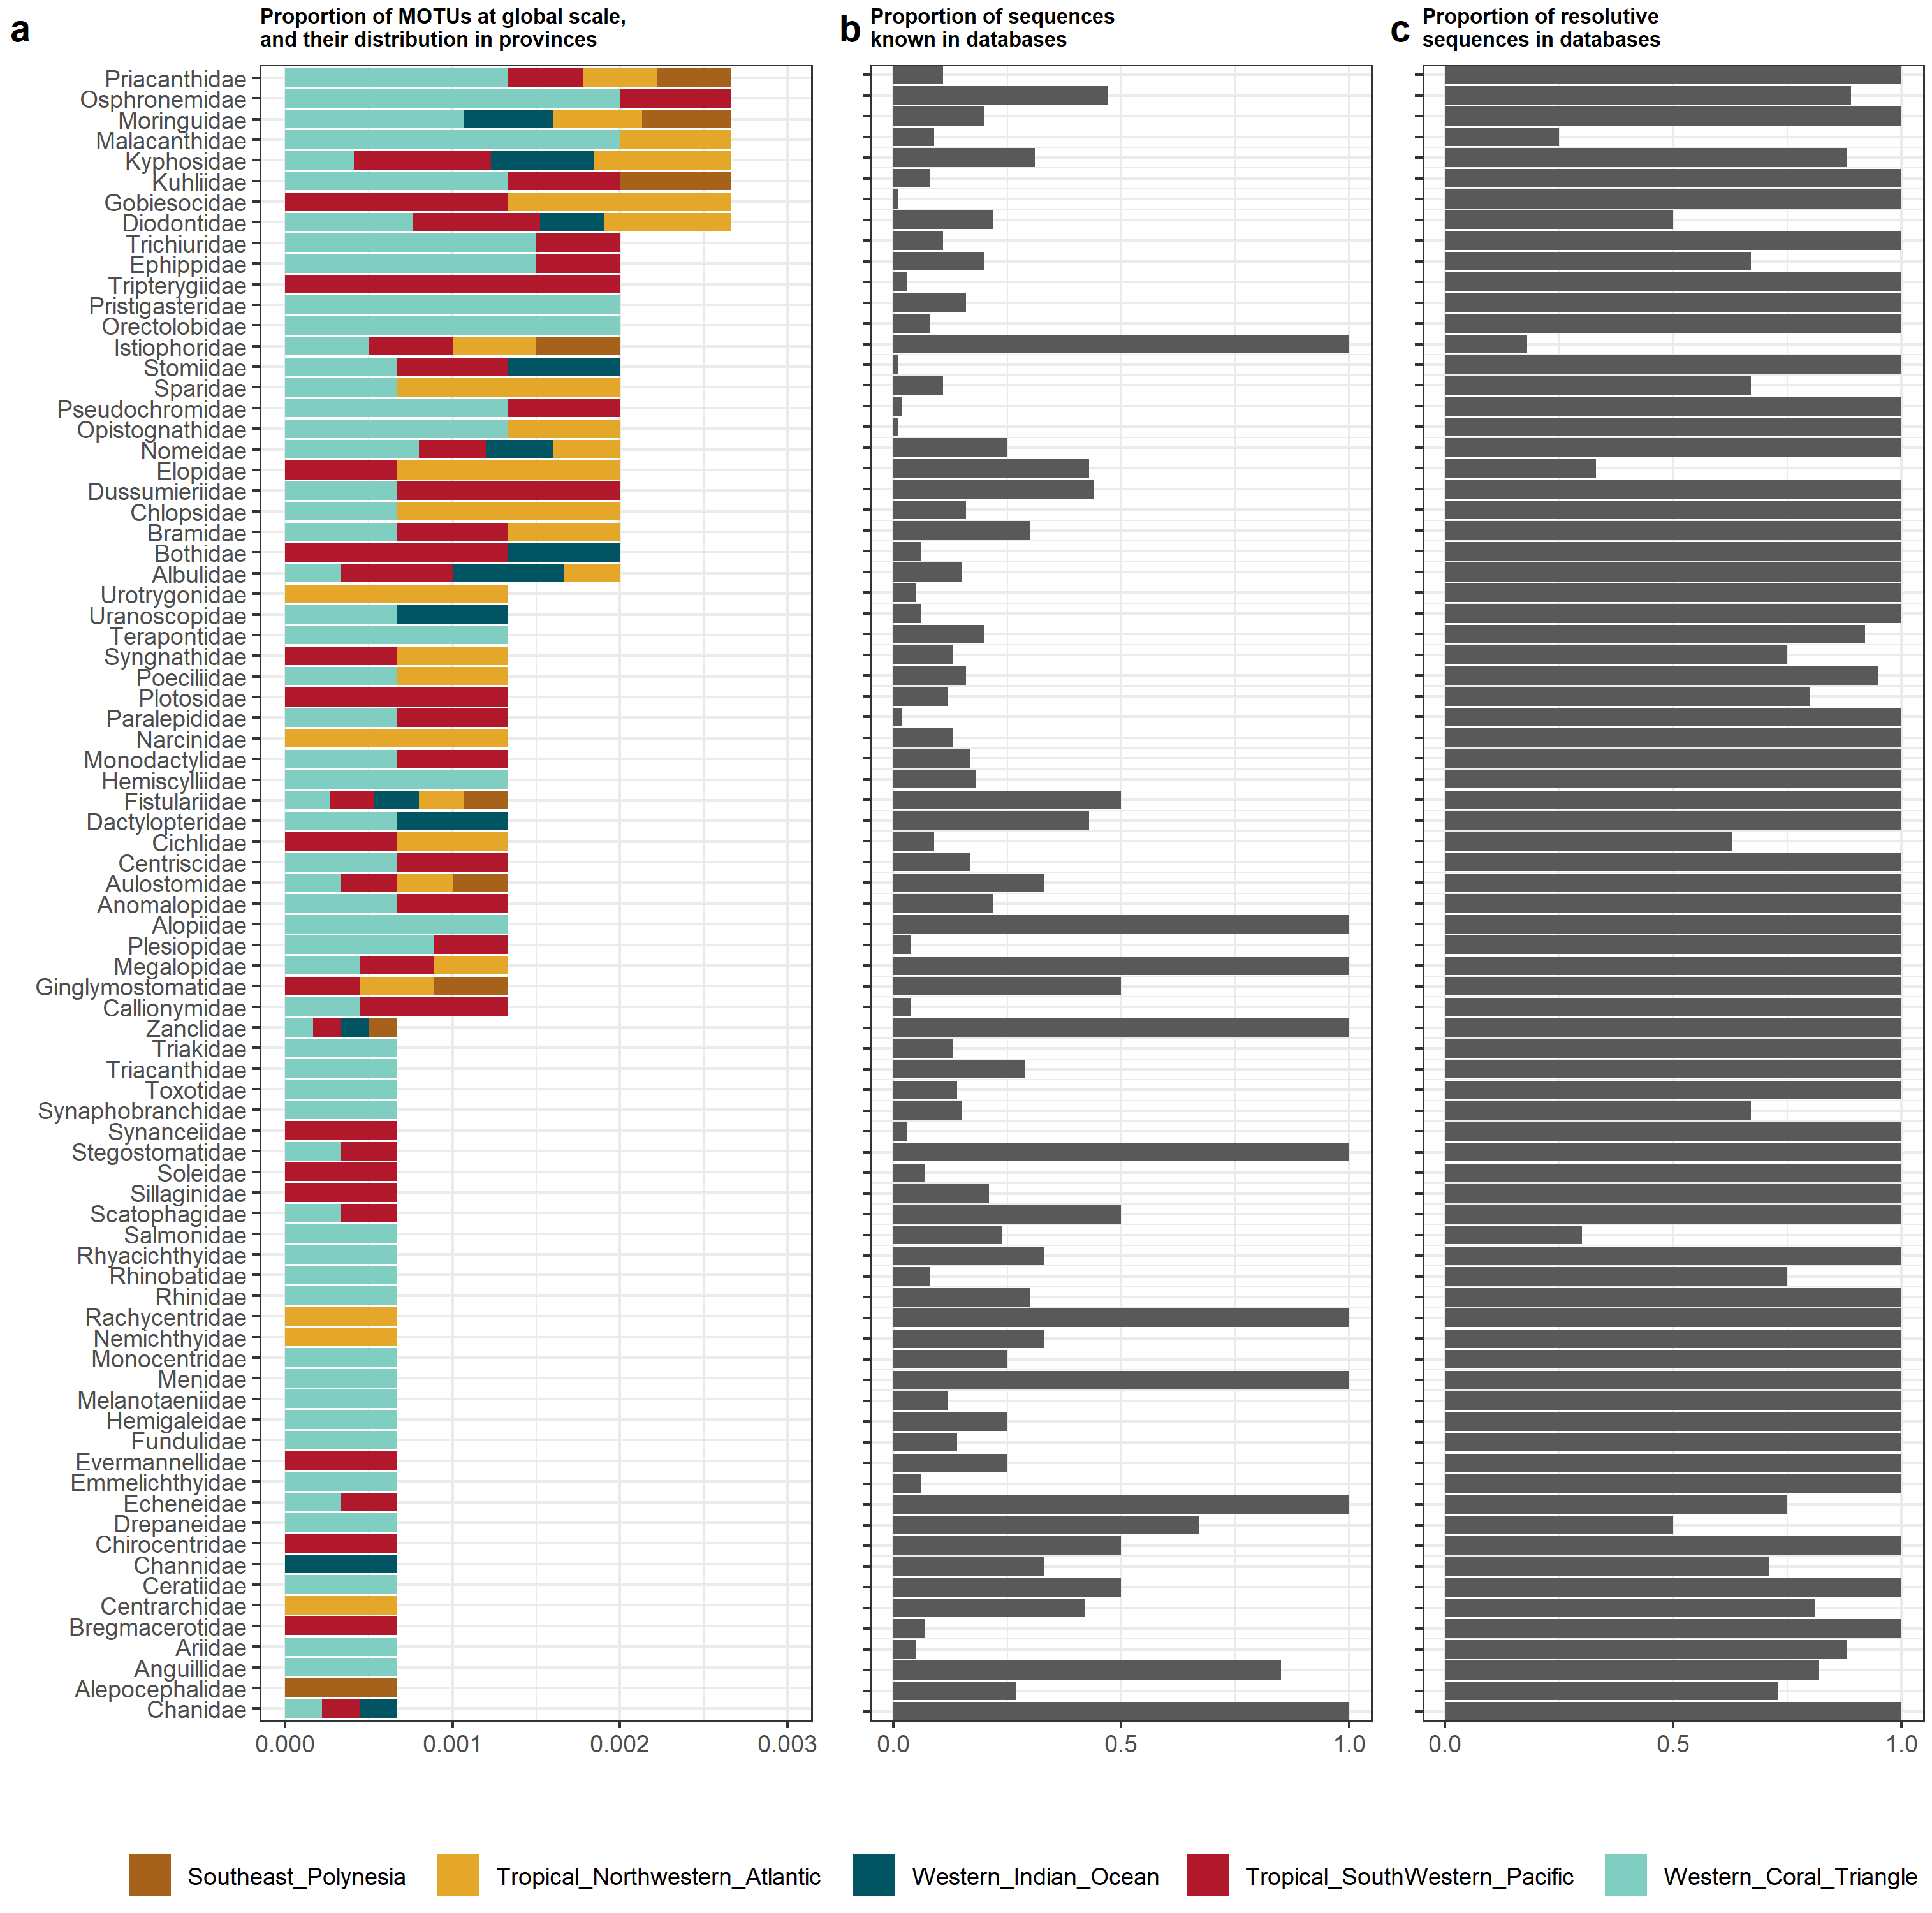 a
Proportion of MOTUs at global scale,
and their distribution in provinces
b
Proportion of sequences
known in databases
c
Proportion of resolutive
sequences in databases
Priacanthidae
Osphronemidae
Moringuidae
Malacanthidae
Kyphosidae
Kuhliidae
Gobiesocidae
Diodontidae
Trichiuridae
Ephippidae
Tripterygiidae
Pristigasteridae
Orectolobidae
Istiophoridae
Stomiidae
Sparidae
Pseudochromidae
Opistognathidae
Nomeidae
Elopidae
Dussumieriidae
Chlopsidae
Bramidae
Bothidae
Albulidae
Urotrygonidae
Uranoscopidae
Terapontidae
Syngnathidae
Poeciliidae
Plotosidae
Paralepididae
Narcinidae
Monodactylidae
Hemiscylliidae
Fistulariidae
Dactylopteridae
Cichlidae
Centriscidae
Aulostomidae
Anomalopidae
Alopiidae
Plesiopidae
Megalopidae
Ginglymostomatidae
Callionymidae
Zanclidae
Triakidae
Triacanthidae
Toxotidae
Synaphobranchidae
Synanceiidae
Stegostomatidae
Soleidae
Sillaginidae
Scatophagidae
Salmonidae
Rhyacichthyidae
Rhinobatidae
Rhinidae
Rachycentridae
Nemichthyidae
Monocentridae
Menidae
Melanotaeniidae
Hemigaleidae
Fundulidae
Evermannellidae
Emmelichthyidae
Echeneidae
Drepaneidae
Chirocentridae
Channidae
Ceratiidae
Centrarchidae
Bregmacerotidae
Ariidae
Anguillidae
Alepocephalidae
Chanidae
0.000 0.001 0.002 0.003
0.0 0.5 1.0
0.0 0.5 1.0
Southeast_Polynesia Tropical_Northwestern_Atlantic Western_Indian_Ocean Tropical_SouthWestern_Pacific Western_Coral_Triangle